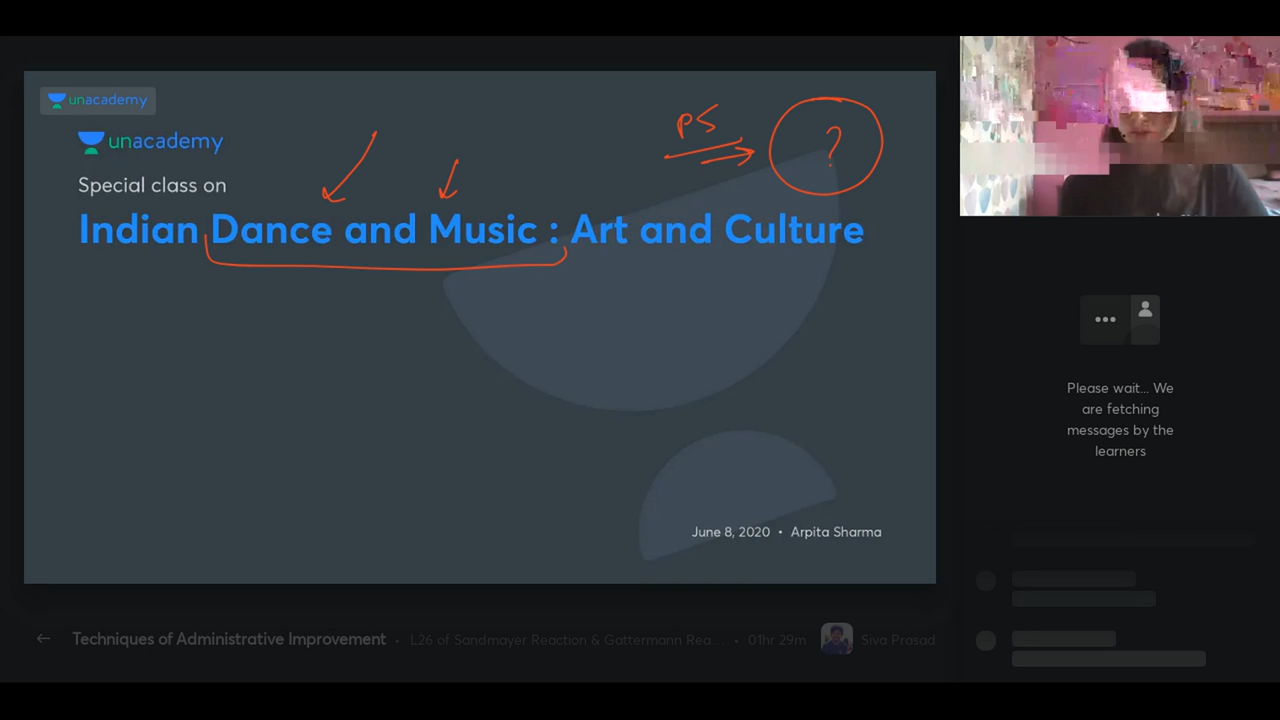 unacademy
unacademy
PS
?
Special class on
Indian Dance and Music : Art and Culture
June 8, 2020 • Arpita Sharma
Please wait... We
are fetching
messages by the
learners
← Techniques of Administrative Improvement • L26 of Sandmayer Reaction & Gattermann Rea... • 01hr 29m Siva Prasad